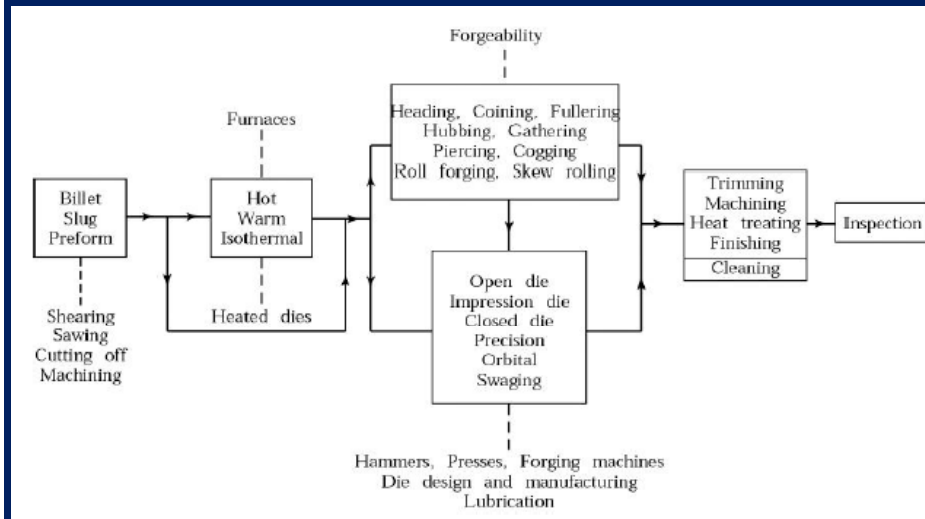 Forgeability
Heading, Coining, Fullering
Hubbing, Gathering
Piercing, Cogging
Roll forging, Skew rolling
Furnaces
Billet
Slug
Preform
Hot
Warm
Isothermal
Trimming
Machining
Heat treating
Finishing
Cleaning
Inspection
Shearing
Sawing
Cutting off
Machining
Heated dies
Open die
Impression die
Closed die
Precision
Orbital
Swaging
Hammers, Presses, Forging machines
Die design and manufacturing
Lubrication